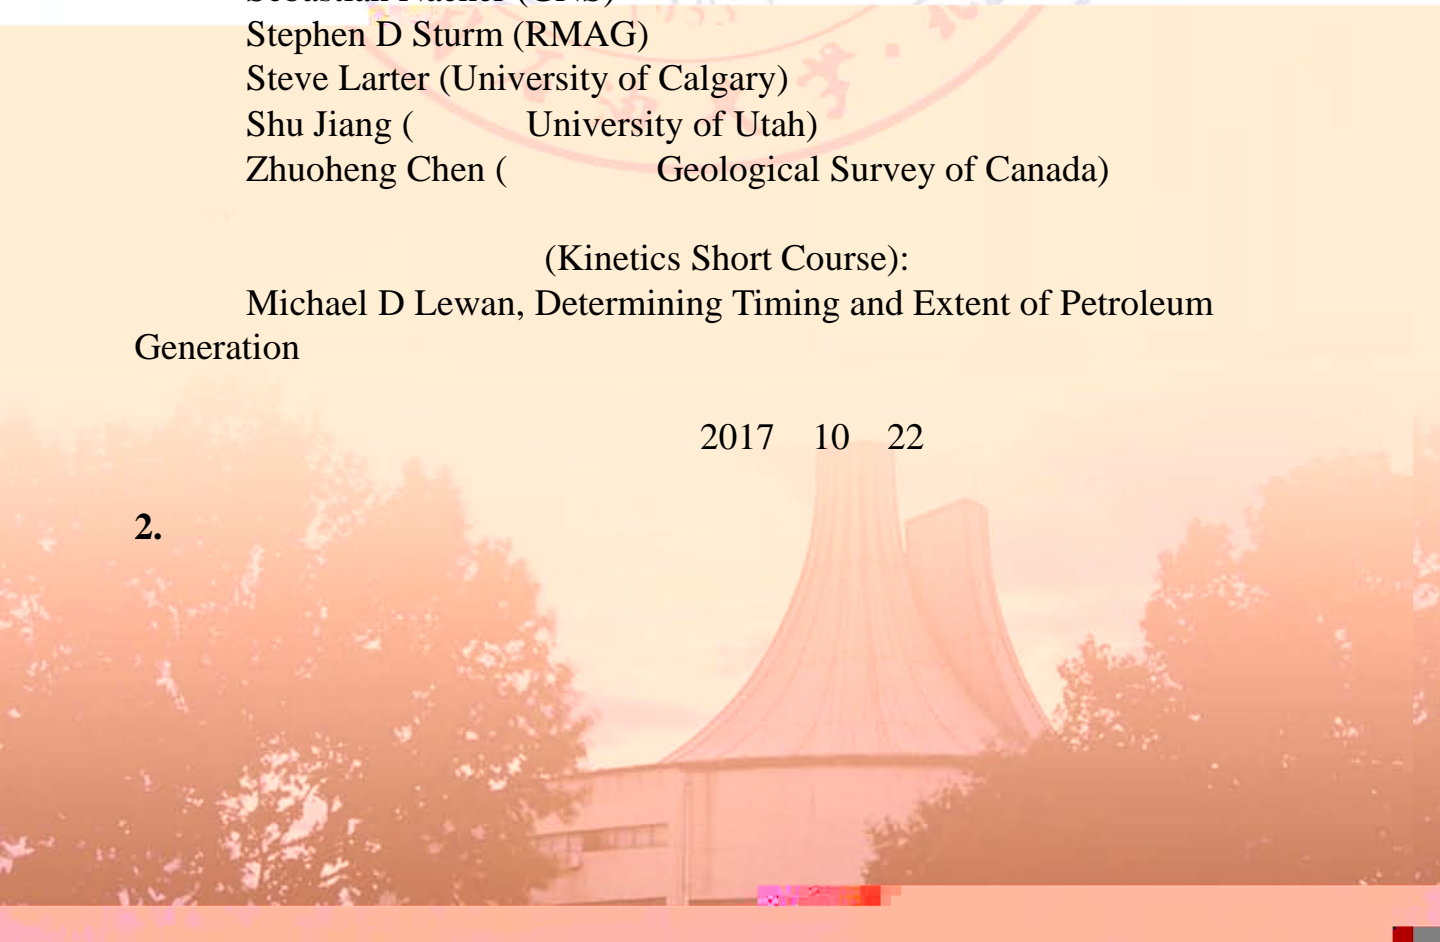 Stephen D Sturm (RMAG)
Steve Larter (University of Calgary)
Shu Jiang ( University of Utah)
Zhuoheng Chen ( Geological Survey of Canada)
(Kinetics Short Course):
Michael D Lewan, Determining Timing and Extent of Petroleum
Generation
2017 10 22
2.